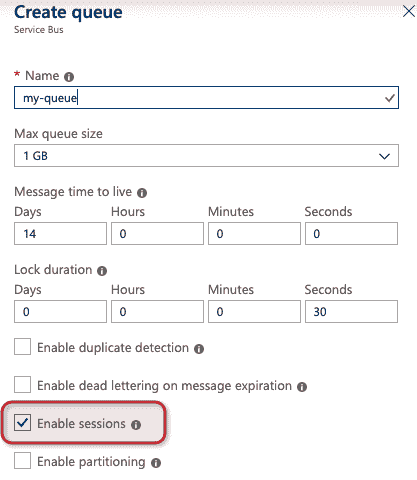 Create queue
Service Bus
* Name
my-queue
Max queue size
1 GB
Message time to live
Days Hours Minutes Seconds
14 0 0 0
Lock duration
Days Hours Minutes Seconds
0 0 0 30
Enable duplicate detection
Enable dead lettering on message expiration
Enable sessions
Enable partitioning